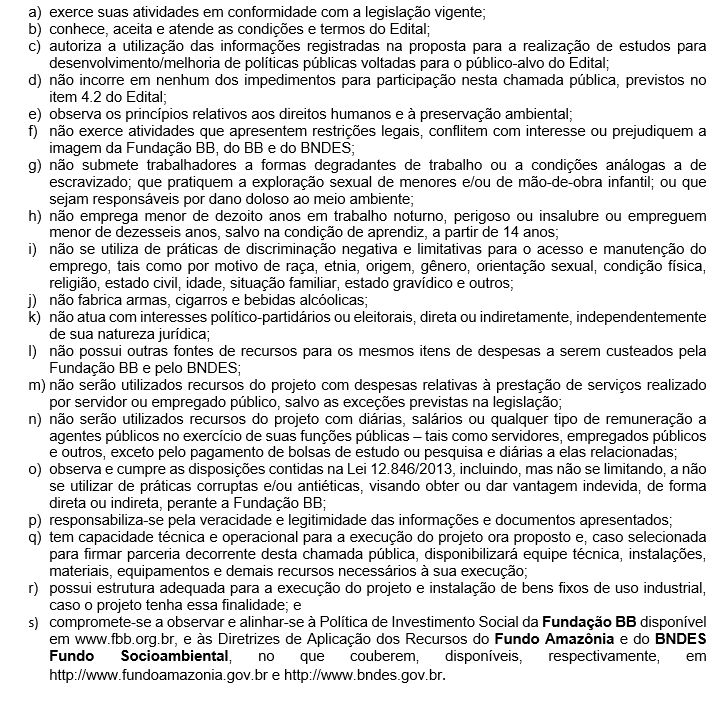 a) exerce suas atividades em conformidade com a legislação vigente;
b) conhece, aceita e atende as condições e termos do Edital;
c) autoriza a utilização das informações registradas na proposta para a realização de estudos para
desenvolvimento/melhoria de políticas públicas voltadas para o público-alvo do Edital;
d) não incorre em nenhum dos impedimentos para participação nesta chamada pública, previstos no
item 4.2 do Edital;
e) observa os princípios relativos aos direitos humanos e à preservação ambiental;
f) não exerce atividades que apresentem restrições legais, conflitem com interesse ou prejudiquem a
imagem da Fundação BB, do BB e do BNDES;
g) não submete trabalhadores a formas degradantes de trabalho ou a condições análogas a de
escravizado; que pratiquem a exploração sexual de menores e/ou de mão-de-obra infantil; ou que
sejam responsáveis por dano doloso ao meio ambiente;
h) não emprega menor de dezoito anos em trabalho noturno, perigoso ou insalubre ou empreguem
menor de dezesseis anos, salvo na condição de aprendiz, a partir de 14 anos;
i) não se utiliza de práticas de discriminação negativa e limitativas para o acesso e manutenção do
emprego, tais como por motivo de raça, etnia, origem, gênero, orientação sexual, condição física,
religião, estado civil, idade, situação familiar, estado gravídico e outros;
j) não fabrica armas, cigarros e bebidas alcóolicas;
k) não atua com interesses político-partidários ou eleitorais, direta ou indiretamente, independentemente
de sua natureza jurídica;
l) não possui outras fontes de recursos para os mesmos itens de despesas a serem custeados pela
Fundação BB e pelo BNDES;
m) não serão utilizados recursos do projeto com despesas relativas à prestação de serviços realizado
por servidor ou empregado público, salvo as exceções previstas na legislação;
n) não serão utilizados recursos do projeto com diárias, salários ou qualquer tipo de remuneração a
agentes públicos no exercício de suas funções públicas – tais como servidores, empregados públicos
e outros, exceto pelo pagamento de bolsas de estudo ou pesquisa e diárias a elas relacionadas;
o) observa e cumpre as disposições contidas na Lei 12.846/2013, incluindo, mas não se limitando, a não
se utilizar de práticas corruptas e/ou antiéticas, visando obter ou dar vantagem indevida, de forma
direta ou indireta, perante a Fundação BB;
p) responsabiliza-se pela veracidade e legitimidade das informações e documentos apresentados;
q) tem capacidade técnica e operacional para a execução do projeto ora proposto e, caso selecionada
para firmar parceria decorrente desta chamada pública, disponibilizará equipe técnica, instalações,
materiais, equipamentos e demais recursos necessários à sua execução;
r) possui estrutura adequada para a execução do projeto e instalação de bens fixos de uso industrial,
caso o projeto tenha essa finalidade; e
s) compromete-se a observar e alinhar-se à Política de Investimento Social da Fundação BB disponível
em www.fbb.org.br, e às Diretrizes de Aplicação dos Recursos do Fundo Amazônia e do BNDES
Fundo Socioambiental, no que couberem, disponíveis, respectivamente, em
http://www.fundoamazonia.gov.br e http://www.bndes.gov.br.